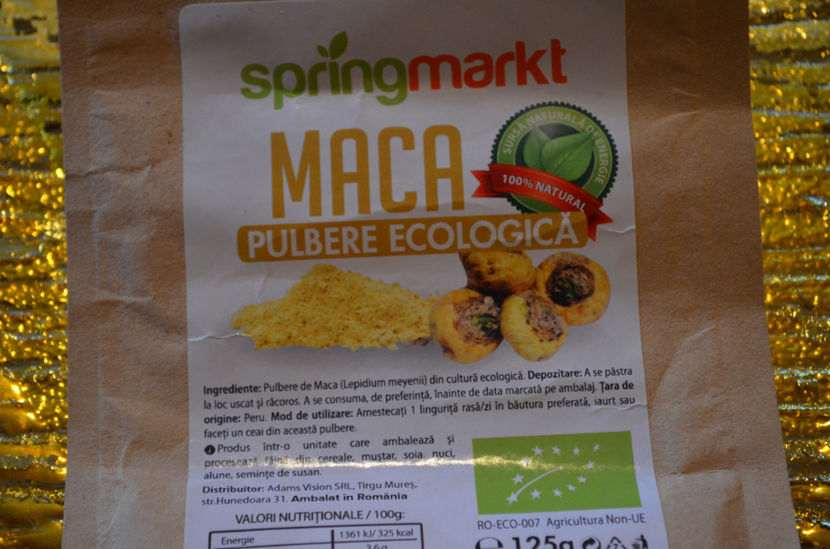 springmarkt
MACA
SURSĂ NATURALĂ DE ENERGIE
100% NATURAL
PULBERE ECOLOGICĂ
Ingrediente: Pulbere de Maca (Lepidium meyenii) din cultură ecologică. Depozitare: A se păstra
la loc uscat și răcoros. A se consuma, de preferință, înainte de data marcată pe ambalaj. Țara de
origine: Peru. Mod de utilizare: Amestecați 1 linguriță rasă/zi în băutura preferată, iaurt sau
faceți un ceai din această pulbere.
Produs într-o unitate care ambalează și
procesează făină din cereale, muștar, soia, nuci,
alune, semințe de susan.
Distribuitor: Adams Vision SRL, Tîrgu Mureș,
str.Hunedoara 31. Ambalat în România
VALORI NUTRIȚIONALE / 100g:
Energie 1361 kJ/ 325 kcal
3,6 g
RO-ECO-007 Agricultura Non-UE
125g